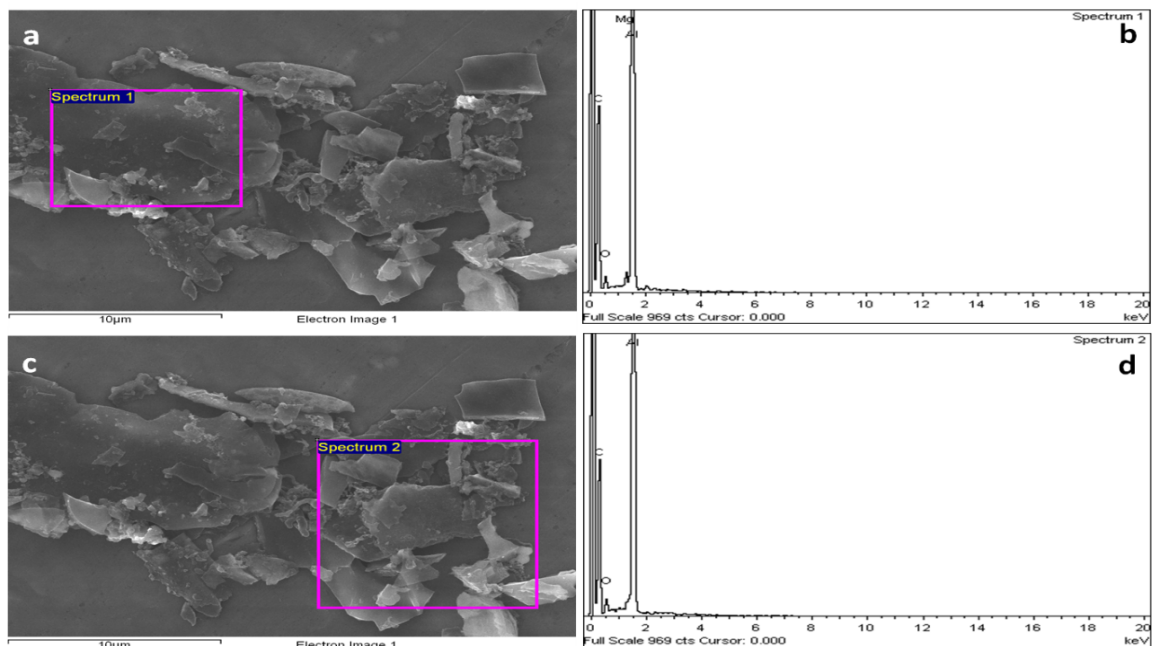 a
Spectrum 1
10µm
Electron Image 1
Spectrum 1
b
Mg
Al
C
O
0 2 4 6 8 10 12 14 16 18 20
Full Scale 969 cts Cursor: 0.000 keV
c
Spectrum 2
10µm
Electron Image 1
Spectrum 2
d
Al
C
O
0 2 4 6 8 10 12 14 16 18 20
Full Scale 969 cts Cursor: 0.000 keV